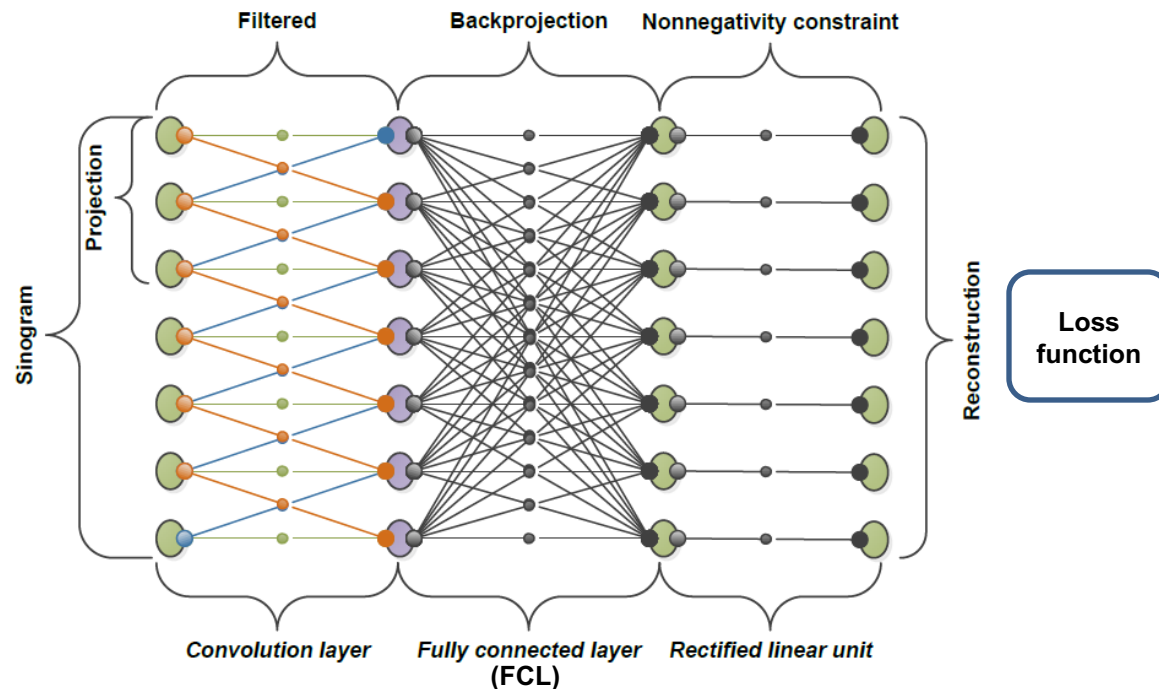 Filtered
Backprojection
Nonnegativity constraint
Sinogram
Projection
Reconstruction
Loss
function
Convolution layer
Fully connected layer
(FCL)
Rectified linear unit